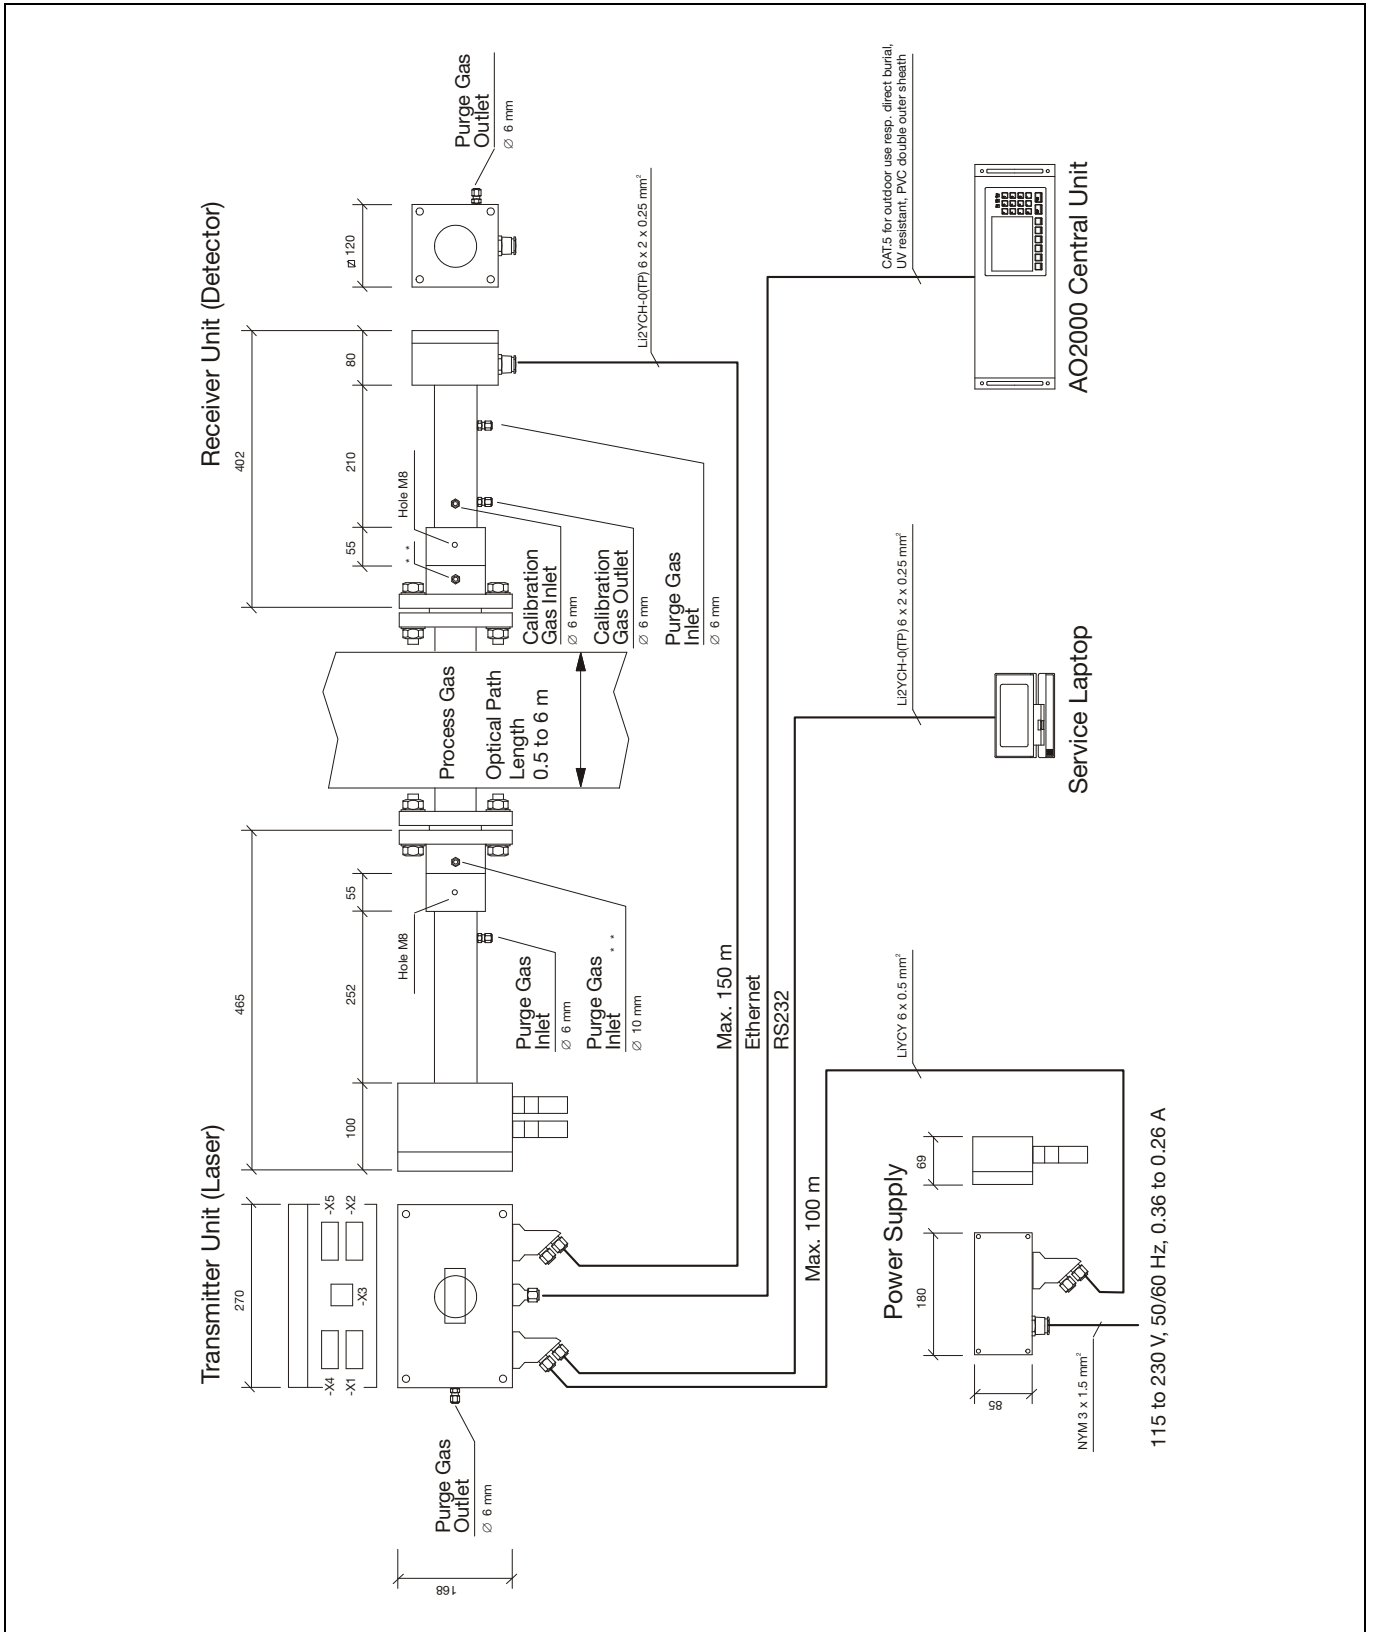 Transmitter Unit (Laser)
Receiver Unit (Detector)
270
465
402
-X4
-X5
-X1
-X2
-X3
100
252
55
55
210
80
⌀ 120
Hole M8
Hole M8
* *
168
Purge Gas
Outlet
∅ 6 mm
Process Gas
Optical Path
Length
0.5 to 6 m
Purge Gas
Outlet
∅ 6 mm
Purge Gas
Inlet
∅ 6 mm
Purge Gas * *
Inlet
∅ 10 mm
Calibration
Gas Inlet
∅ 6 mm
Calibration
Gas Outlet
∅ 6 mm
Purge Gas
Inlet
∅ 6 mm
Li2YCH-0(TP) 6 x 2 x 0.25 mm²
Max. 150 m
Ethernet
RS232
Max. 100 m
CAT.5 for outdoor use resp. direct burial,
UV resistant, PVC double outer sheath
Li2YCH-0(TP) 6 x 2 x 0.25 mm²
LiYCY 6 x 0.5 mm²
Power Supply
180
69
85
NYM 3 x 1.5 mm²
115 to 230 V, 50/60 Hz, 0.36 to 0.26 A
Service Laptop
AO2000 Central Unit